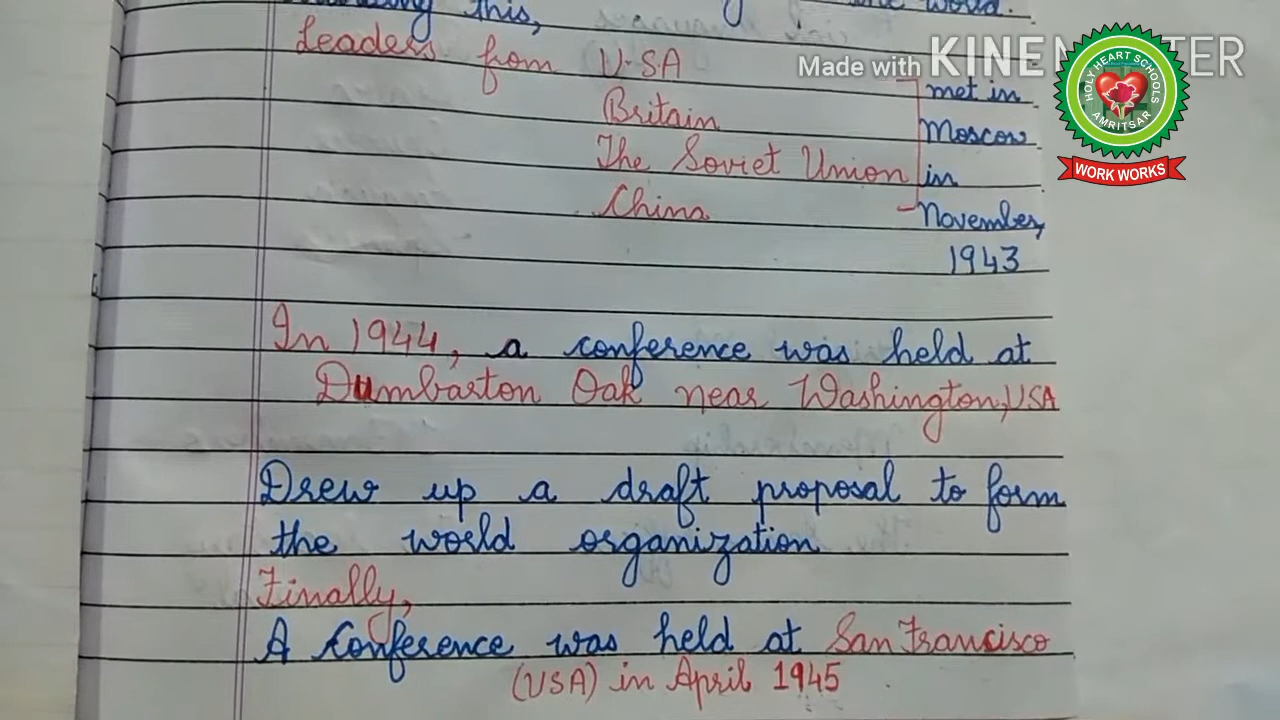 this,
Leaders from U.S.A
Made with KINEMASTER
Britain
The Soviet Union
China
met in
Moscow
in
November,
1943
HOLY HEART SCHOOLS
AMRITSAR
WORK WORKS
In 1944, a conference was held at
Dumbarton Oak near Washington, USA
Drew up a draft proposal to form
the world organization
Finally,
A Conference was held at San Francisco
(USA) in April 1945